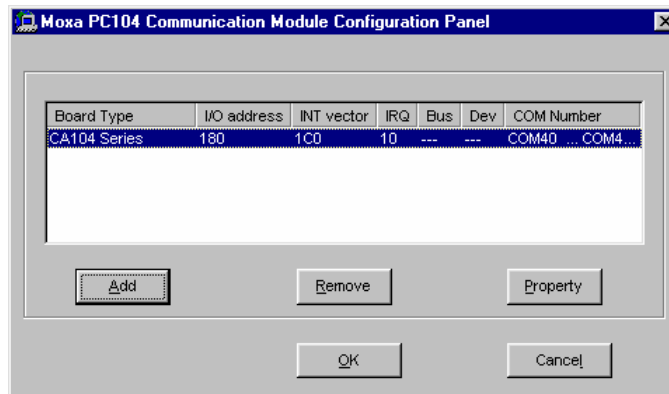 Moxa PC104 Communication Module Configuration Panel
Board Type I/O address INT vector IRQ Bus Dev COM Number
CA104 Series 180 1C0 10 --- --- COM40 ... COM4...
Add Remove Property
OK Cancel